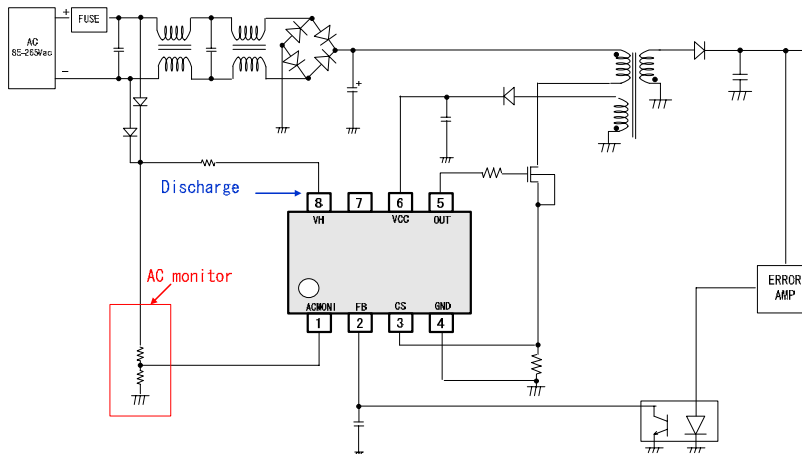 AC
85-265Vac
+
−
FUSE
+
Discharge
8
7
6
5
VH
VCC
OUT
AC monitor
ACMONI
FB
CS
GND
1
2
3
4
ERROR
AMP